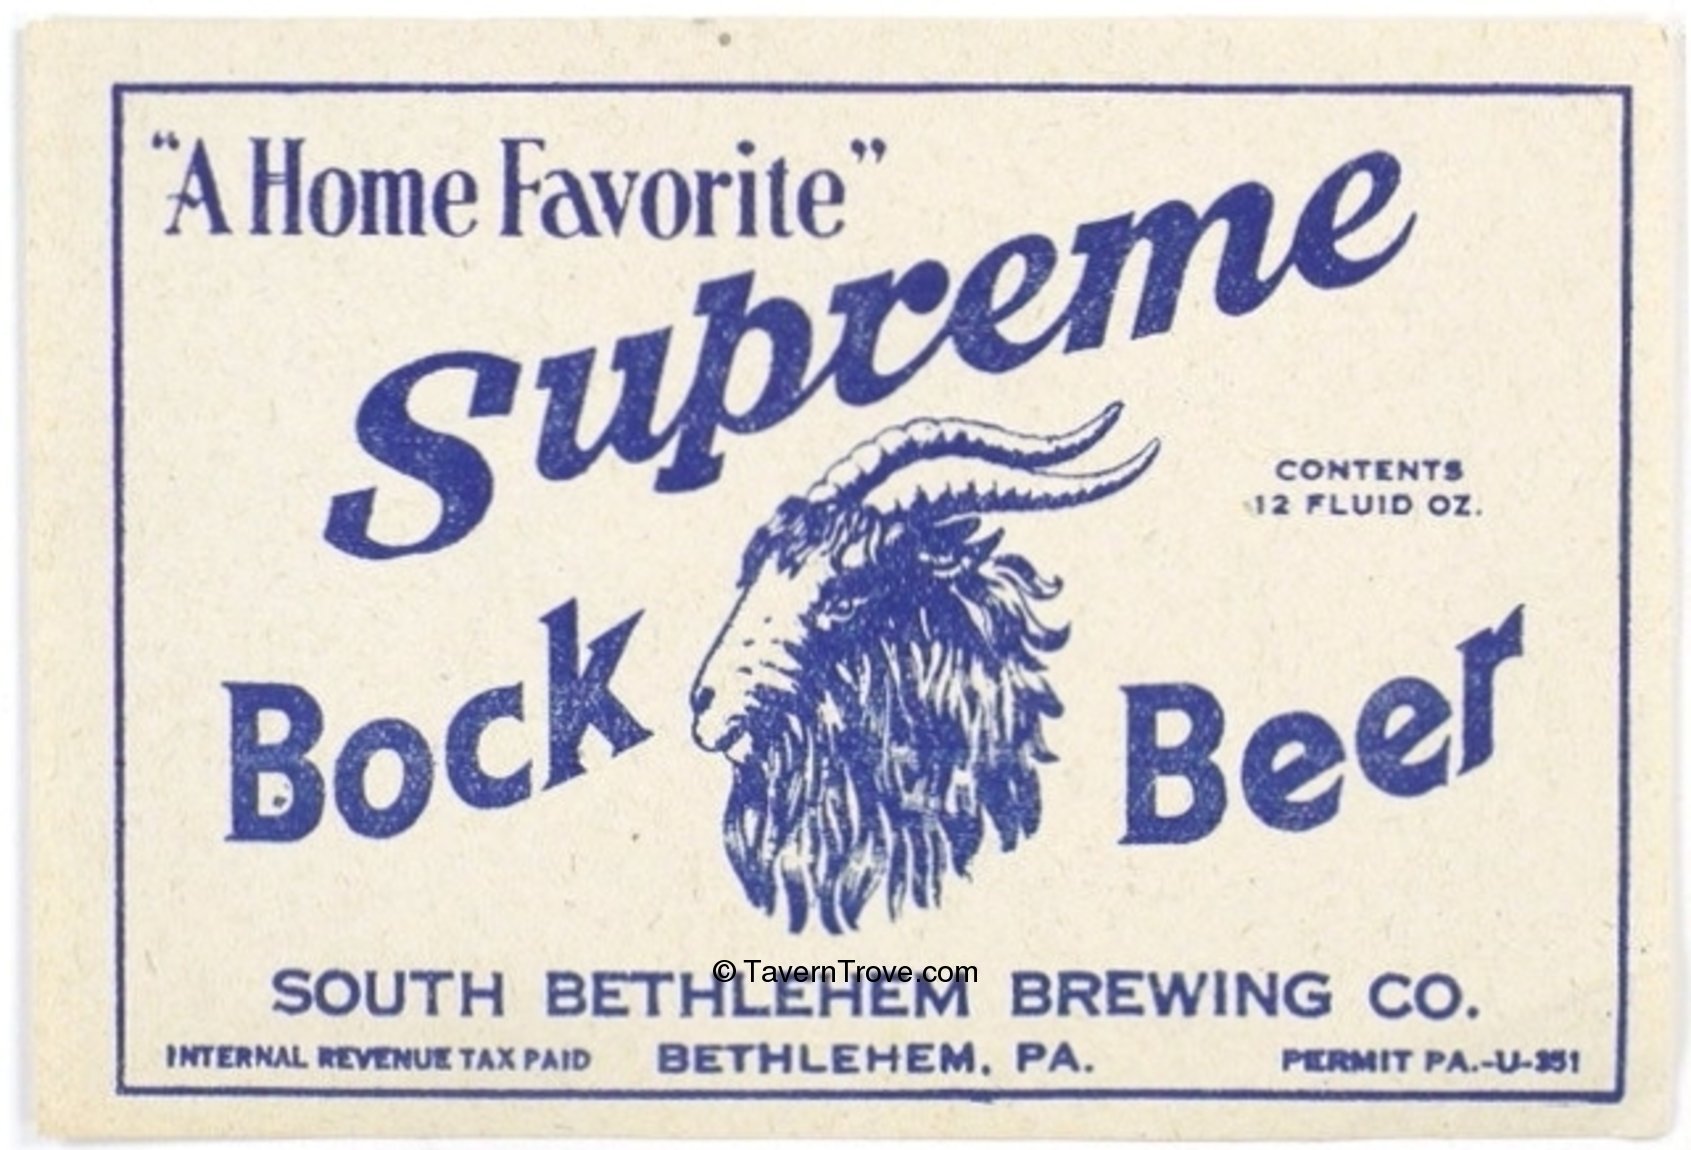 "A Home Favorite"
Supreme
CONTENTS
12 FLUID OZ.
Bock Beer
© TavernTrove.com
SOUTH BETHLEHEM BREWING CO.
INTERNAL REVENUE TAX PAID BETHLEHEM, PA. PERMIT PA.-U-351